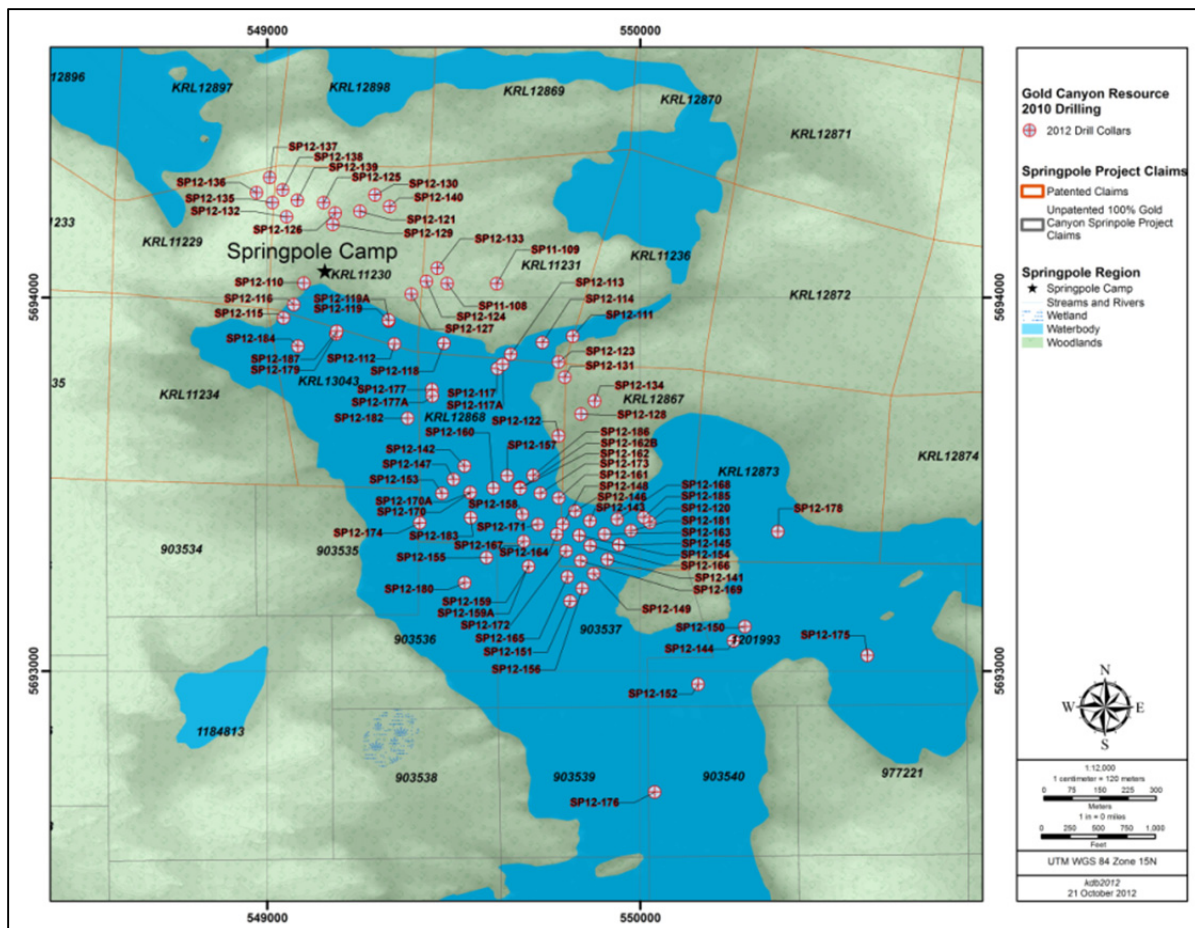 549000
550000
12896
KRL12897
KRL12898
KRL12869
KRL12870
KRL12871
SP12-137
SP12-138
SP12-139
SP12-125
SP12-136
SP12-130
SP12-135
SP12-140
SP12-132
SP12-121
SP12-126
SP12-129
1233
KRL11229
SP12-133
SP11-109
Springpole Camp
KRL11230
KRL11231
KRL11236
SP12-110
SP12-119A
SP12-113
KRL12872
SP12-116
SP12-119
SP11-108
SP12-114
SP12-115
SP12-124
SP12-111
5694000
5694000
SP12-127
SP12-184
SP12-123
SP12-187
SP12-112
SP12-131
SP12-179
SP12-118
KRL13043
SP12-134
35
SP12-177
SP12-117
KRL12867
KRL11234
SP12-177A
SP12-117A
SP12-128
SP12-182
KRL12868
SP12-122
SP12-160
SP12-157
SP12-186
SP12-162B
SP12-142
SP12-162
KRL12874
SP12-147
SP12-173
KRL12873
SP12-153
SP12-161
SP12-168
SP12-170A
SP12-158
SP12-148
SP12-185
SP12-170
SP12-146
SP12-120
SP12-178
SP12-174
SP12-171
SP12-143
SP12-181
SP12-183
SP12-163
903534
903535
SP12-167
SP12-164
SP12-145
SP12-155
SP12-154
SP12-166
SP12-180
SP12-141
SP12-159
SP12-169
SP12-159A
SP12-149
SP12-172
903536
SP12-165
903537
SP12-150
SP12-175
SP12-151
SP12-144
1201993
SP12-156
5693000
5693000
SP12-152
1184813
903538
903539
903540
977221
SP12-176
549000
550000
Gold Canyon Resource
2010 Drilling
2012 Drill Collars
Springpole Project Claims
Patented Claims
Unpatented 100% Gold
Canyon Sprinpole Project
Claims
Springpole Region
Springpole Camp
Streams and Rivers
Wetland
Waterbody
Woodlands
N
W
E
S
1:12,000
1 centimeter = 120 meters
0 75 150 225 300
Meters
1 in = 0 miles
0 250 500 750 1,000
Feet
UTM WGS 84 Zone 15N
kdb2012
21 October 2012